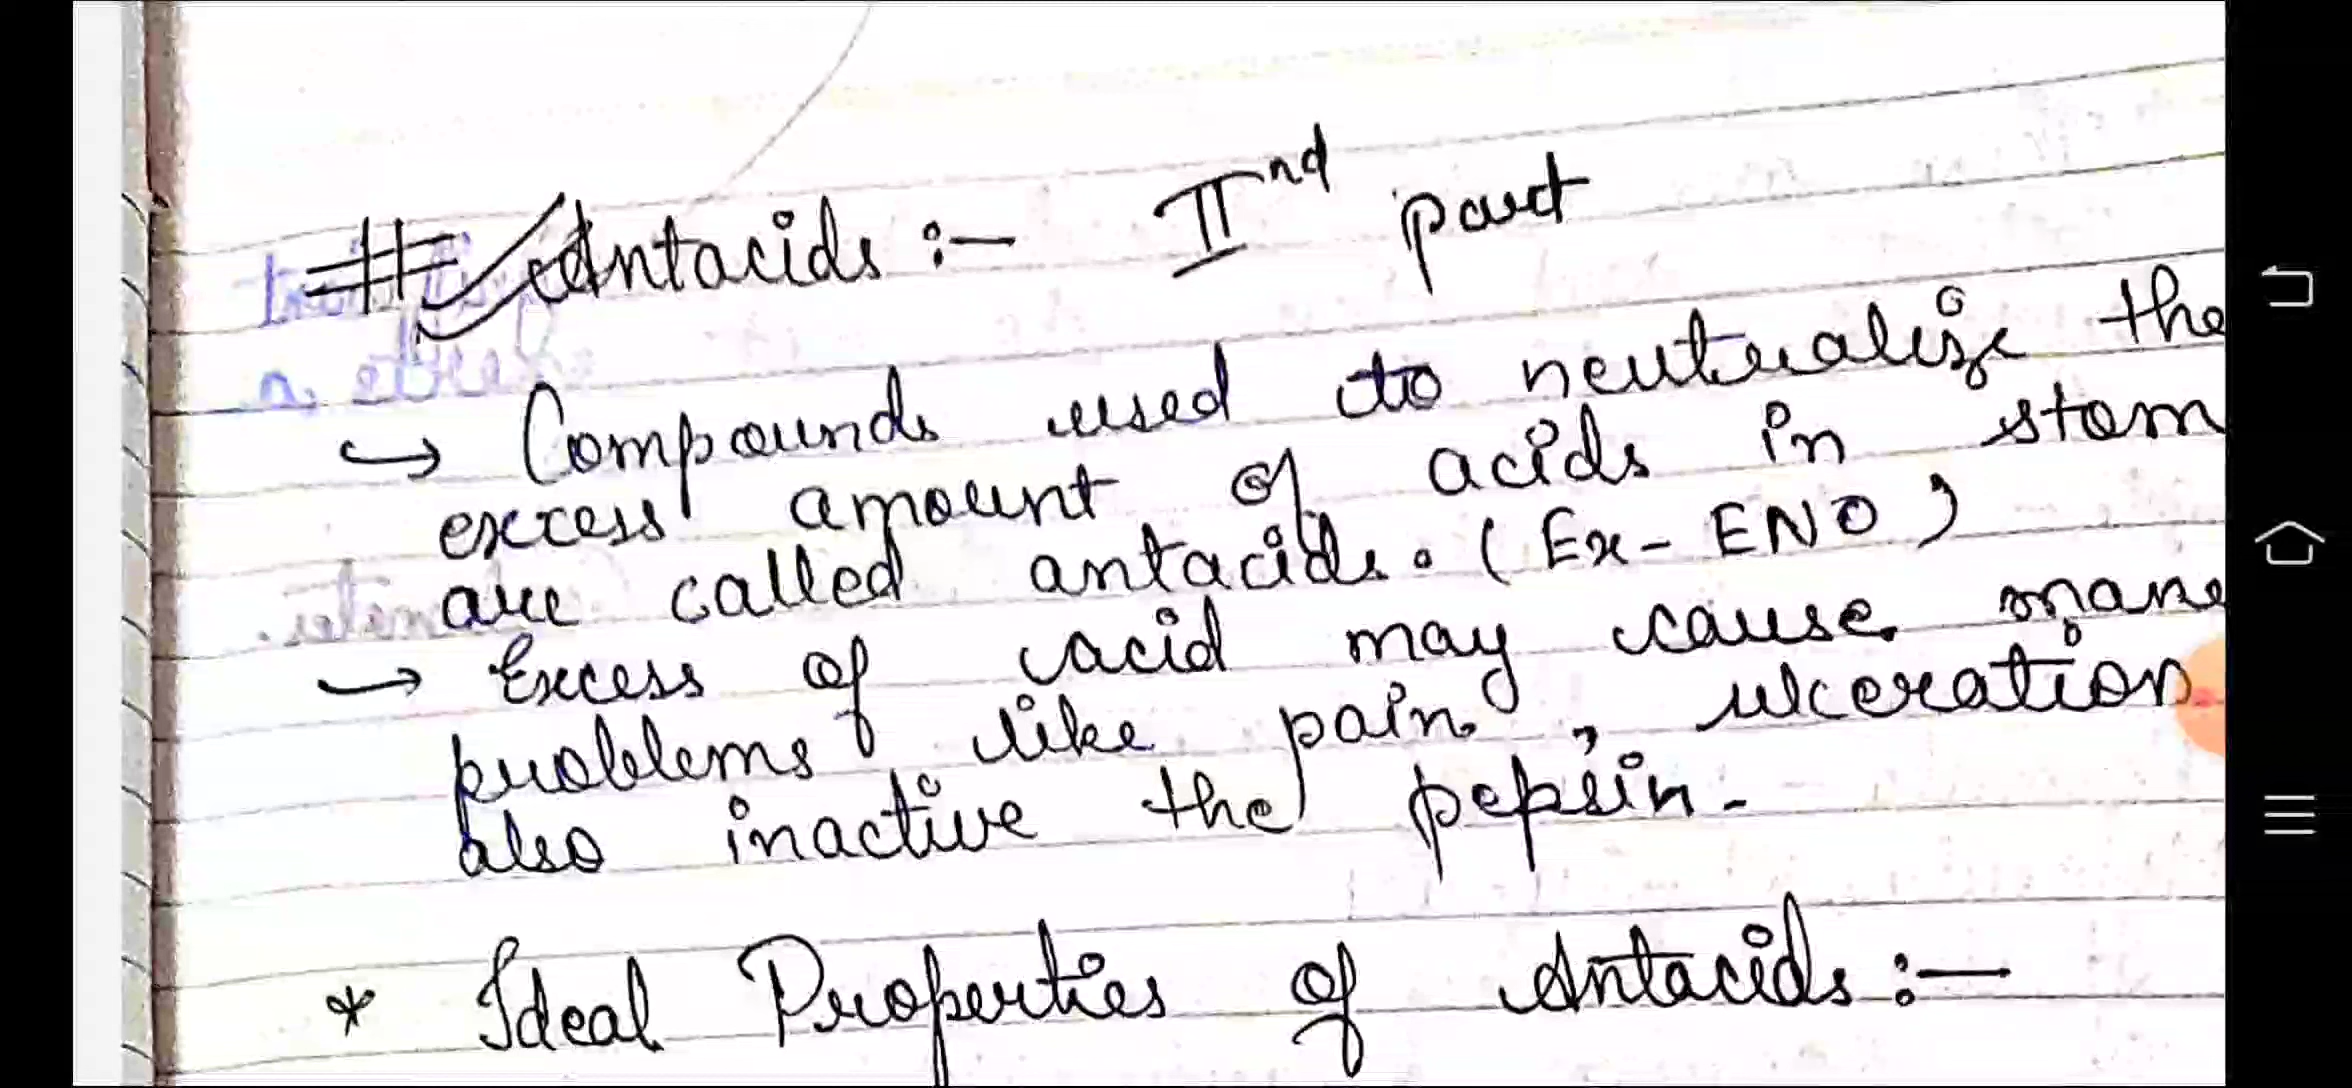 # Antacids :- IInd part
→ Compounds used to neutralize the
excess amount of acids in stom
are called antacids. (Ex- ENO)
→ Excess of acid may cause many
problems like pain, ulceration
also inactive the pepsin.
* Ideal Properties of Antacids :-